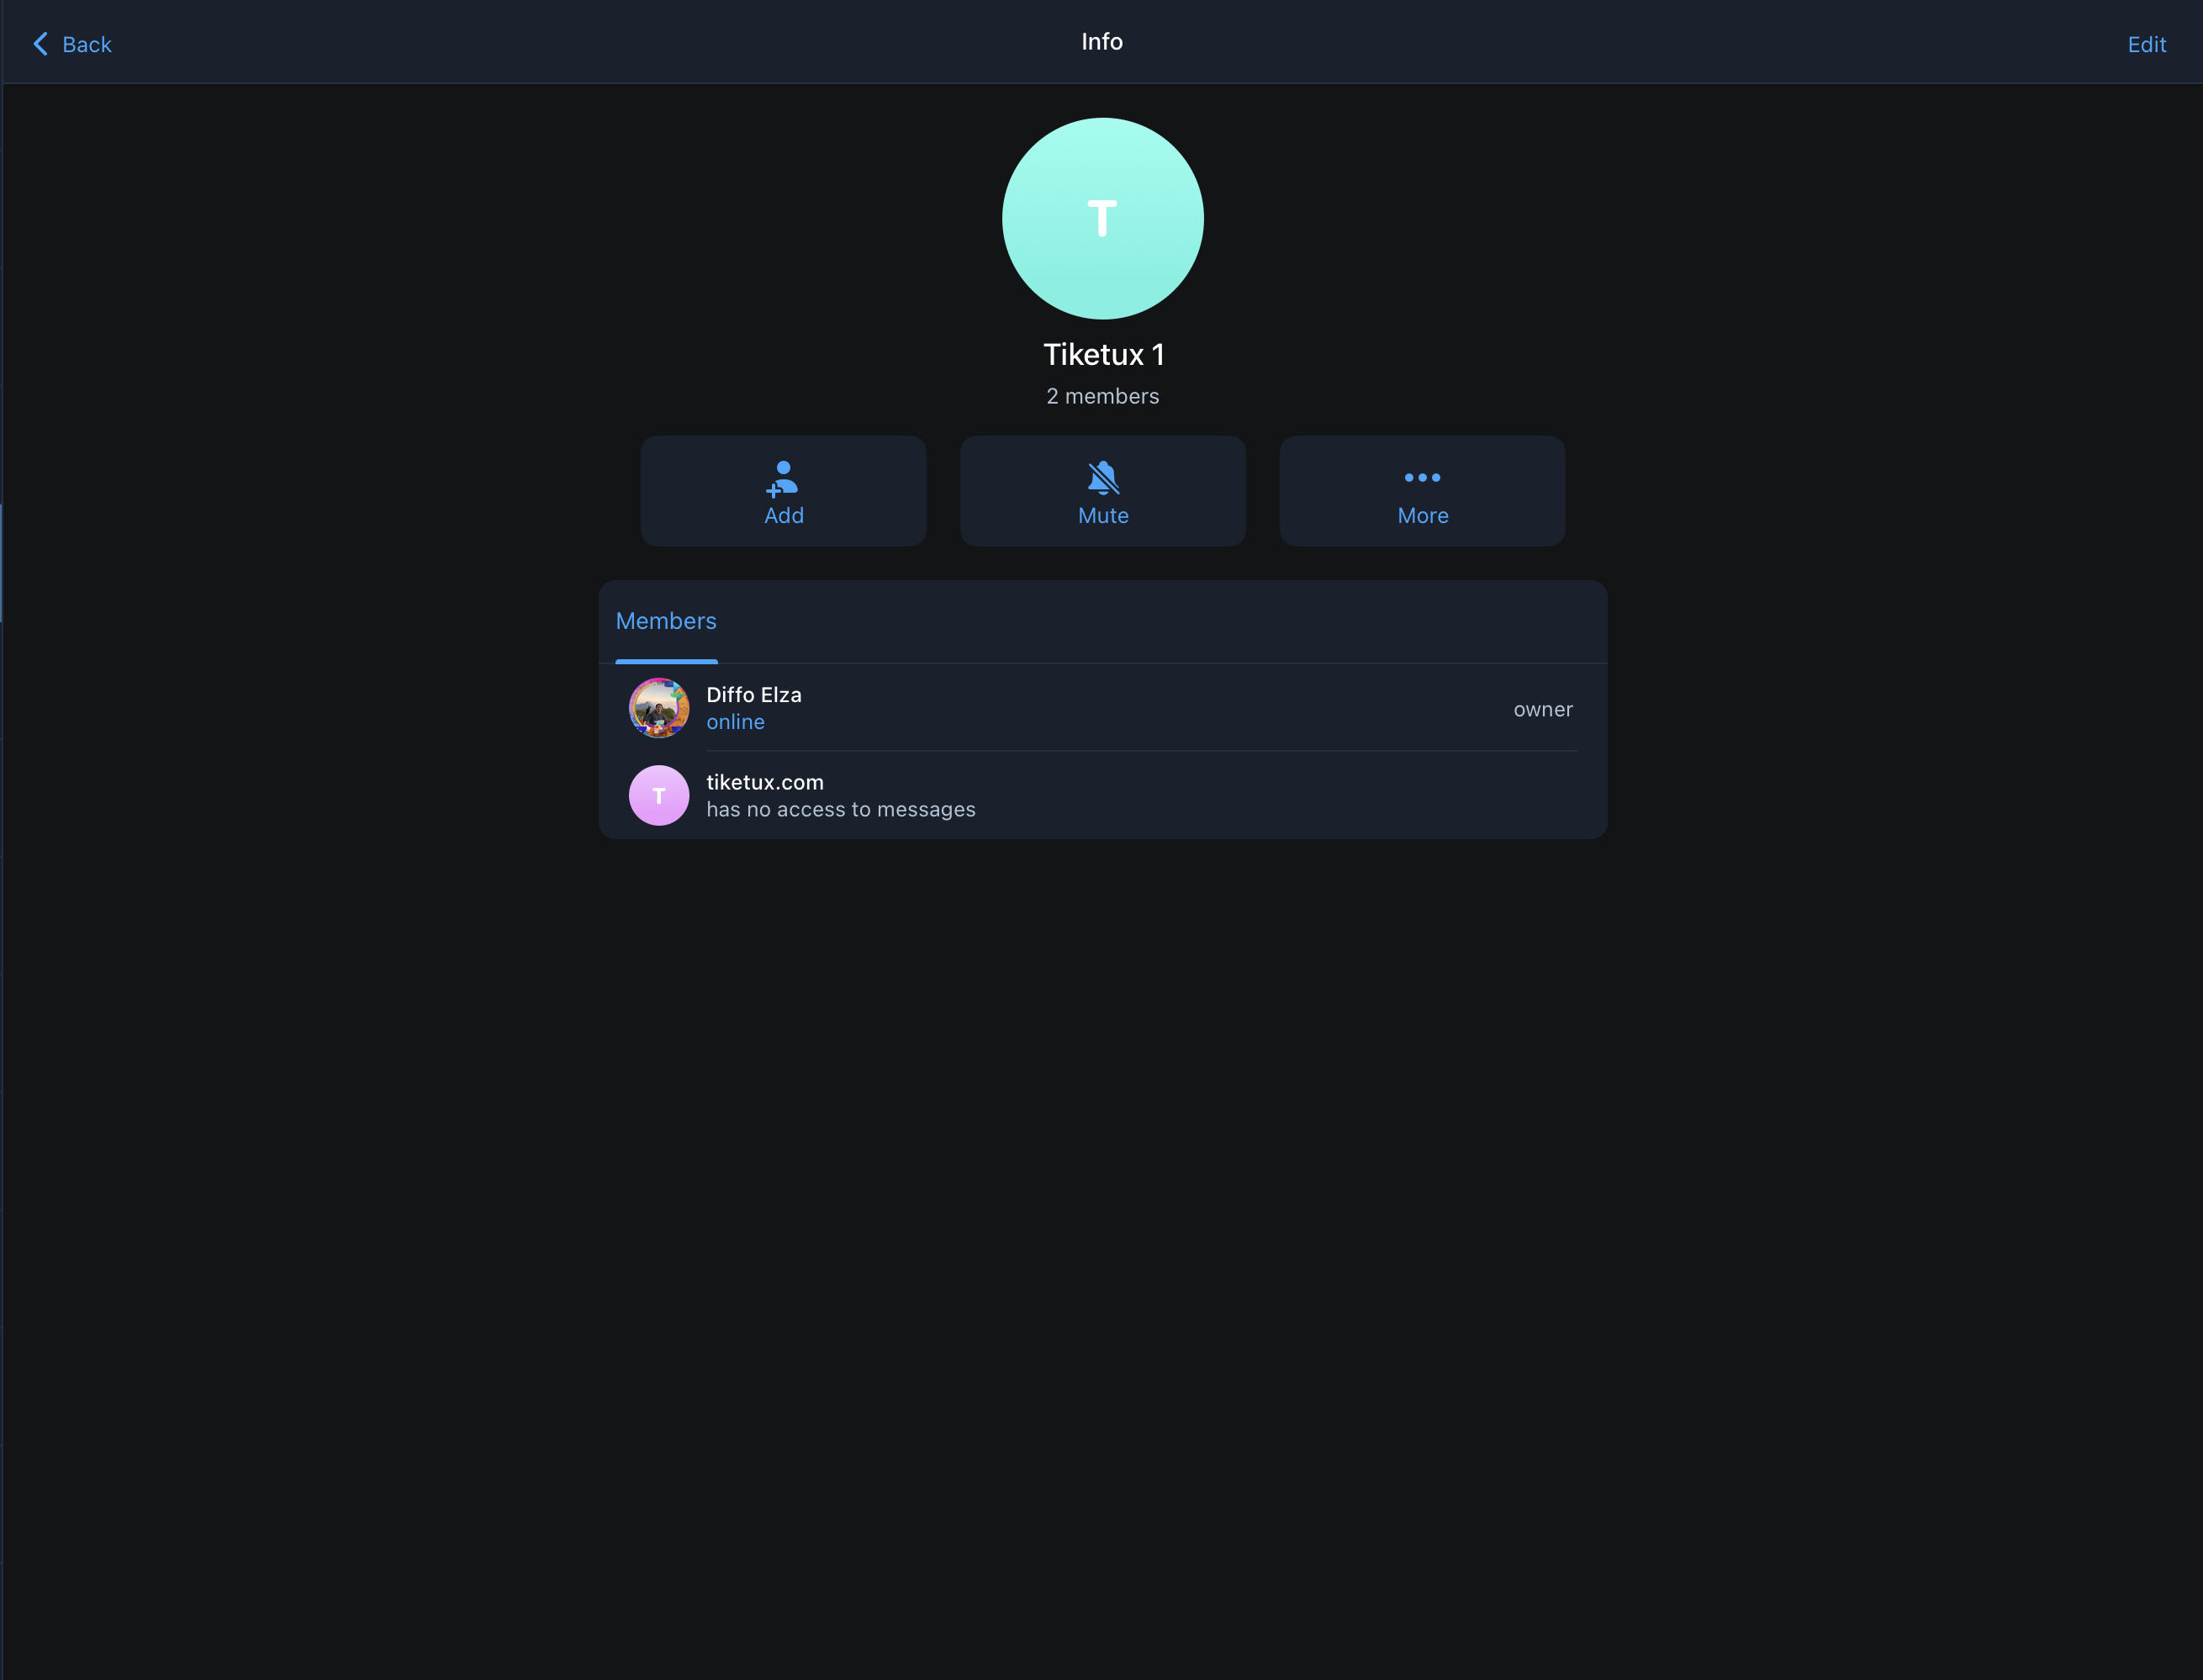 Back
Info
Edit
T
Tiketux 1
2 members
Add
Mute
More
Members
Diffo Elza
online
owner
T
tiketux.com
has no access to messages